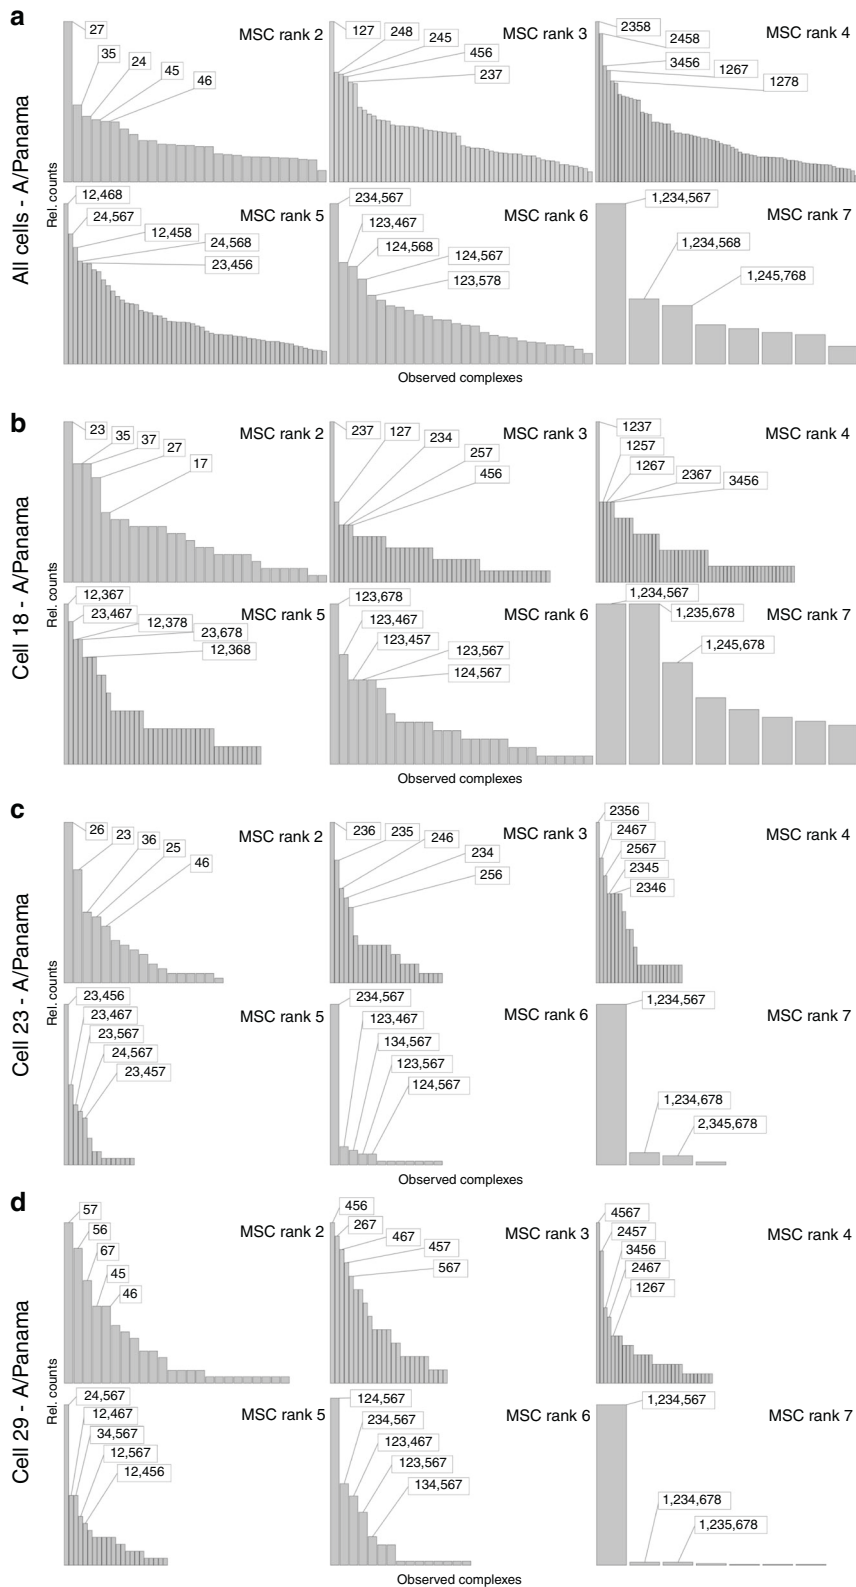 a
All cells - A/Panama
Rel. counts
MSC rank 2
27
35
24
45
46
MSC rank 3
127
248
245
456
237
MSC rank 4
2358
2458
3456
1267
1278
MSC rank 5
12,468
24,567
12,458
24,568
23,456
MSC rank 6
234,567
123,467
124,568
124,567
123,578
MSC rank 7
1,234,567
1,234,568
1,245,768
Observed complexes
b
Cell 18 - A/Panama
Rel. counts
MSC rank 2
23
35
37
27
17
MSC rank 3
237
127
234
257
456
MSC rank 4
1237
1257
1267
2367
3456
MSC rank 5
12,367
23,467
12,378
23,678
12,368
MSC rank 6
123,678
123,467
123,457
123,567
124,567
MSC rank 7
1,234,567
1,235,678
1,245,678
Observed complexes
c
Cell 23 - A/Panama
Rel. counts
MSC rank 2
26
23
36
25
46
MSC rank 3
236
235
246
234
256
MSC rank 4
2356
2467
2567
2345
2346
MSC rank 5
23,456
23,467
23,567
24,567
23,457
MSC rank 6
234,567
123,467
134,567
123,567
124,567
MSC rank 7
1,234,567
1,234,678
2,345,678
Observed complexes
d
Cell 29 - A/Panama
Rel. counts
MSC rank 2
57
56
67
45
46
MSC rank 3
456
267
467
457
567
MSC rank 4
4567
2457
3456
2467
1267
MSC rank 5
24,567
12,467
34,567
12,567
12,456
MSC rank 6
124,567
234,567
123,467
123,567
134,567
MSC rank 7
1,234,567
1,234,678
1,235,678
Observed complexes